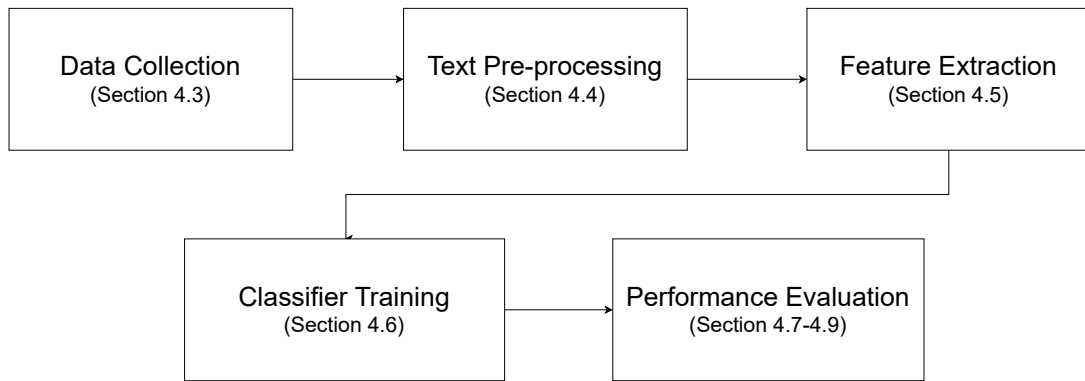 Data Collection
(Section 4.3)
Text Pre-processing
(Section 4.4)
Feature Extraction
(Section 4.5)
Classifier Training
(Section 4.6)
Performance Evaluation
(Section 4.7-4.9)